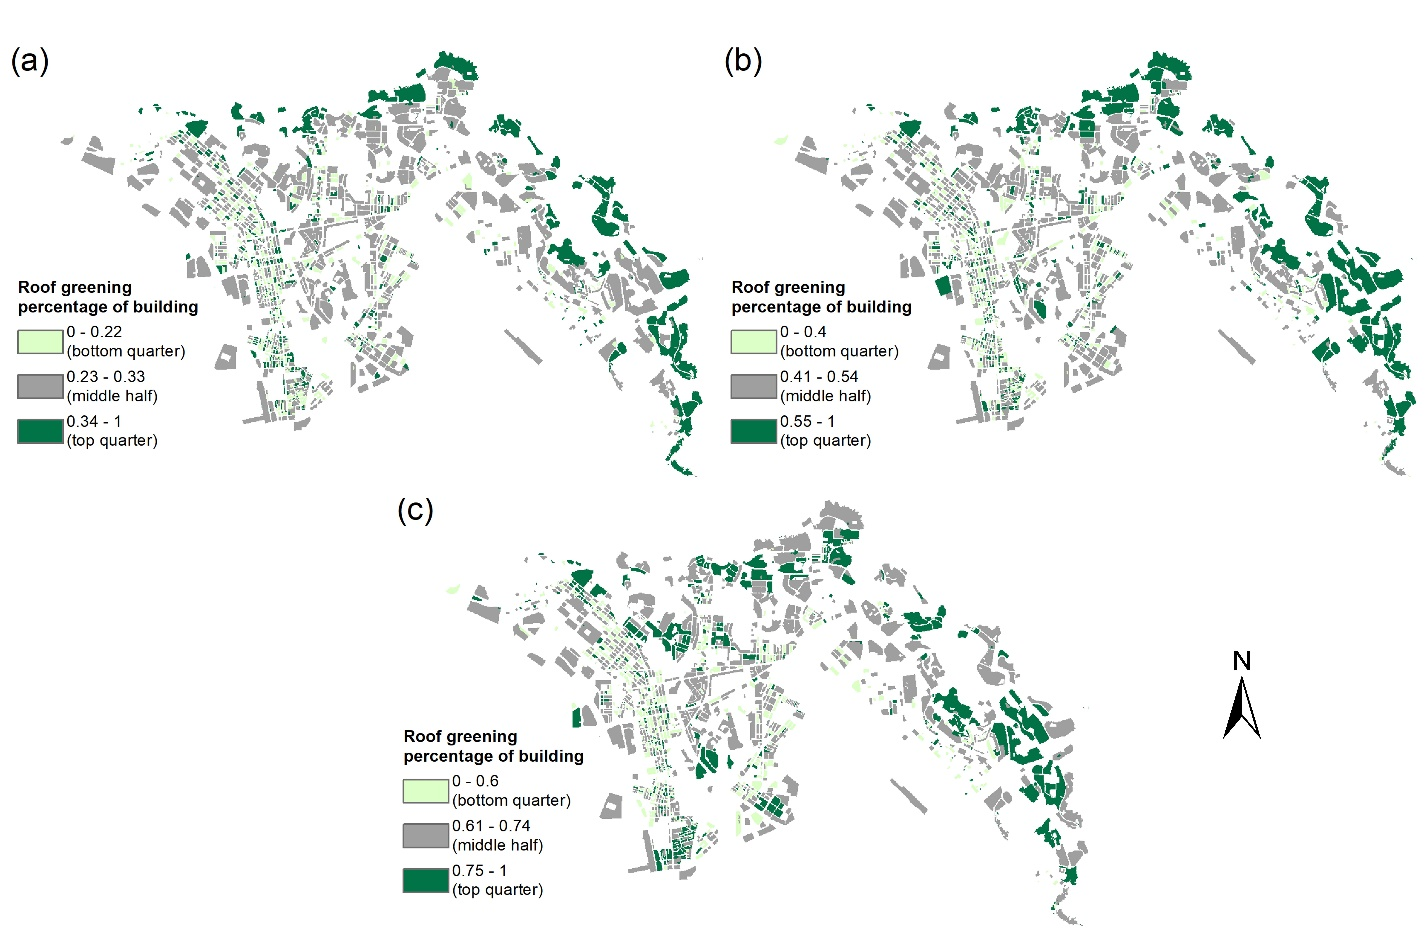 (a)
Roof greening
percentage of building
0 - 0.22
(bottom quarter)
0.23 - 0.33
(middle half)
0.34 - 1
(top quarter)
(b)
Roof greening
percentage of building
0 - 0.4
(bottom quarter)
0.41 - 0.54
(middle half)
0.55 - 1
(top quarter)
(c)
Roof greening
percentage of building
0 - 0.6
(bottom quarter)
0.61 - 0.74
(middle half)
0.75 - 1
(top quarter)
N